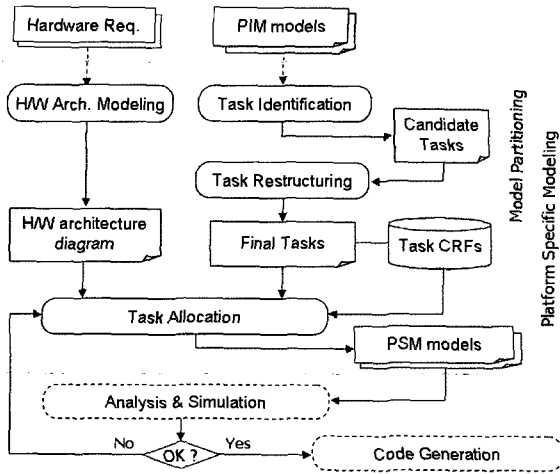 Hardware Req.
PIM models
H/W Arch. Modeling
Task Identification
Candidate
Tasks
Task Restructuring
H/W architecture
diagram
Final Tasks
Task CRFs
Task Allocation
PSM models
Analysis & Simulation
No
OK ?
Yes
Code Generation
Model Partitioning
Platform Specific Modeling